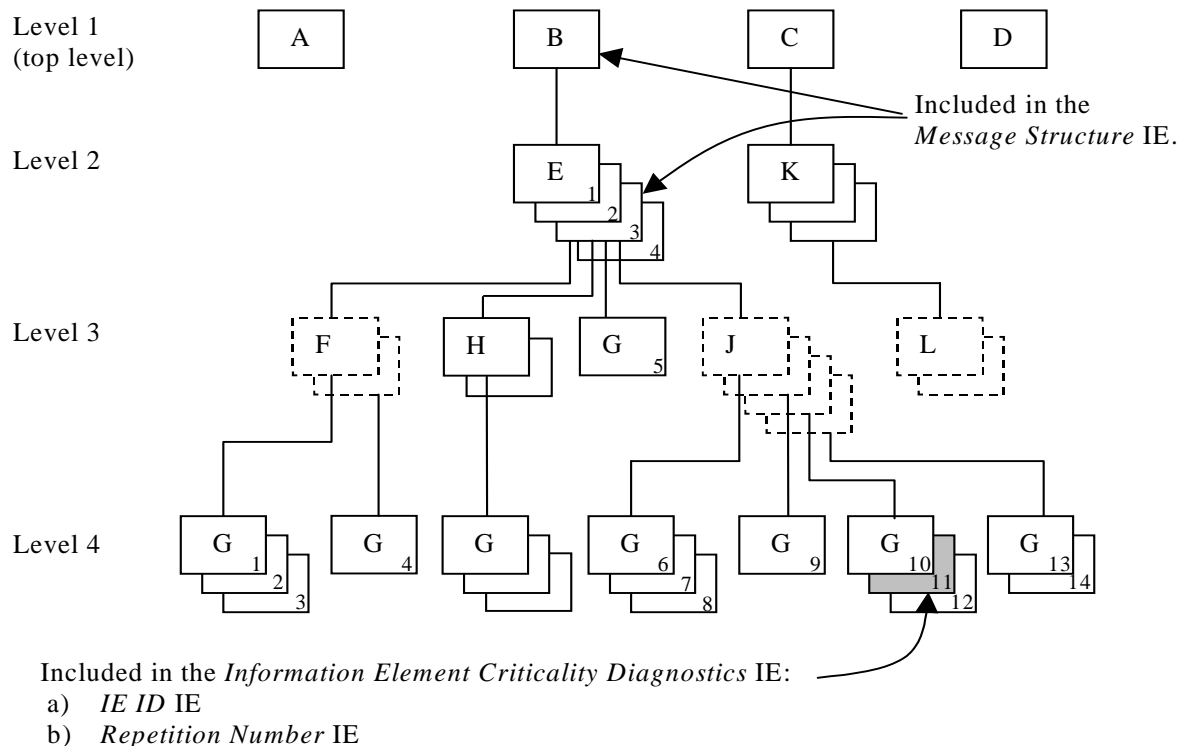 Level 1
(top level)
A
B
C
D
Included in the
Message Structure IE.
Level 2
E
1
2
3
4
K
Level 3
F
H
G
5
J
L
Level 4
G
1
2
3
G
4
G
G
6
7
8
G
9
G
10
11
12
G
13
14
Included in the Information Element Criticality Diagnostics IE:
a) IE ID IE
b) Repetition Number IE